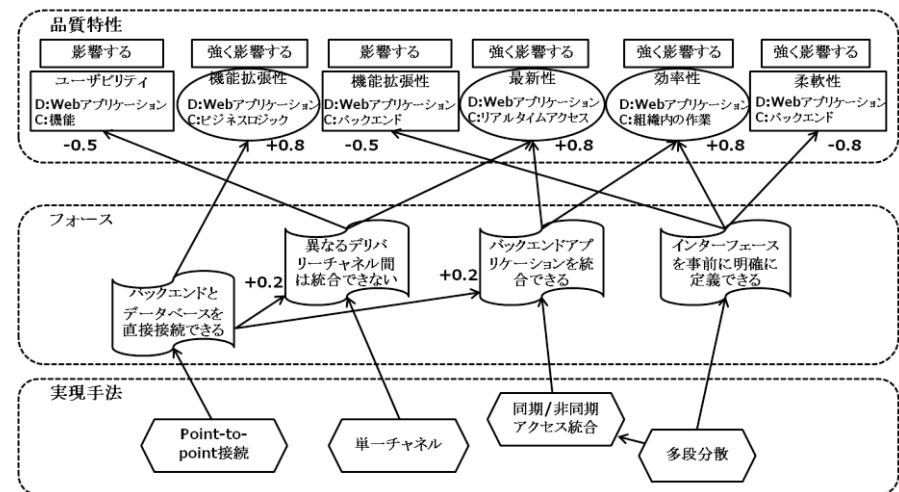 品質特性
影響する
強く影響する
影響する
強く影響する
強く影響する
強く影響する
ユーザビリティ
D:Webアプリケーション
C:機能
機能拡張性
D:Webアプリケーション
C:ビジネスロジック
機能拡張性
D:Webアプリケーション
C:バックエンド
最新性
D:Webアプリケーション
C:リアルタイムアクセス
効率性
D:Webアプリケーション
C:組織内の作業
柔軟性
D:Webアプリケーション
C:バックエンド
-0.5
+0.8
-0.5
+0.8
-0.5
+0.8
-0.8
フォース
バックエンドと
データベースを
直接接続できる
+0.2
異なるデリバ
リーチャネル間
は統合できない
+0.2
バックエンドアプ
リケーションを統
合できる
インターフェース
を事前に明確に
定義できる
実現手法
Point-to-
point接続
単一チャネル
同期/非同期
アクセス統合
多段分散